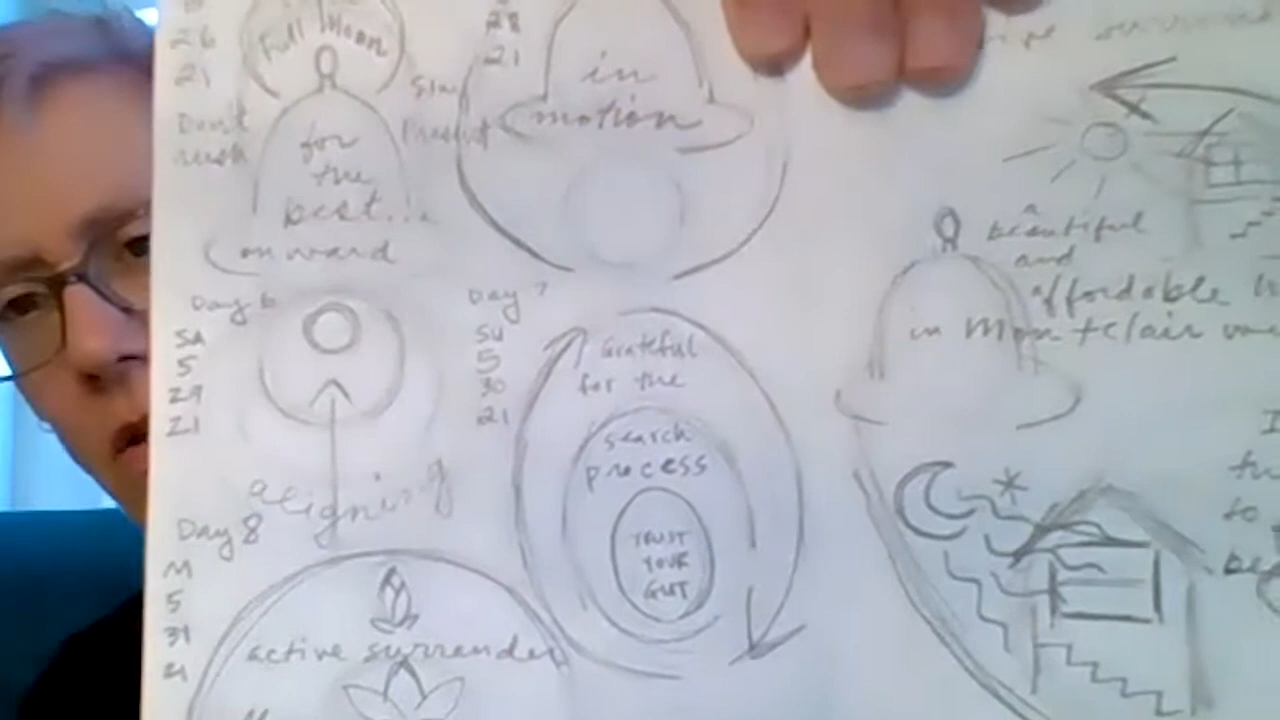 26
21
Don't
rush
Full Moon
for
the
best...
onward
28
21
in
motion
a
beautiful
and
affordable
in Montclair
Day 6
SA
5
29
21
aligning
Day 7
SU
5
30
21
Grateful
for the
search
process
TRUST
YOUR
GUT
Day 8
M
5
31
21
active surrender
I
to